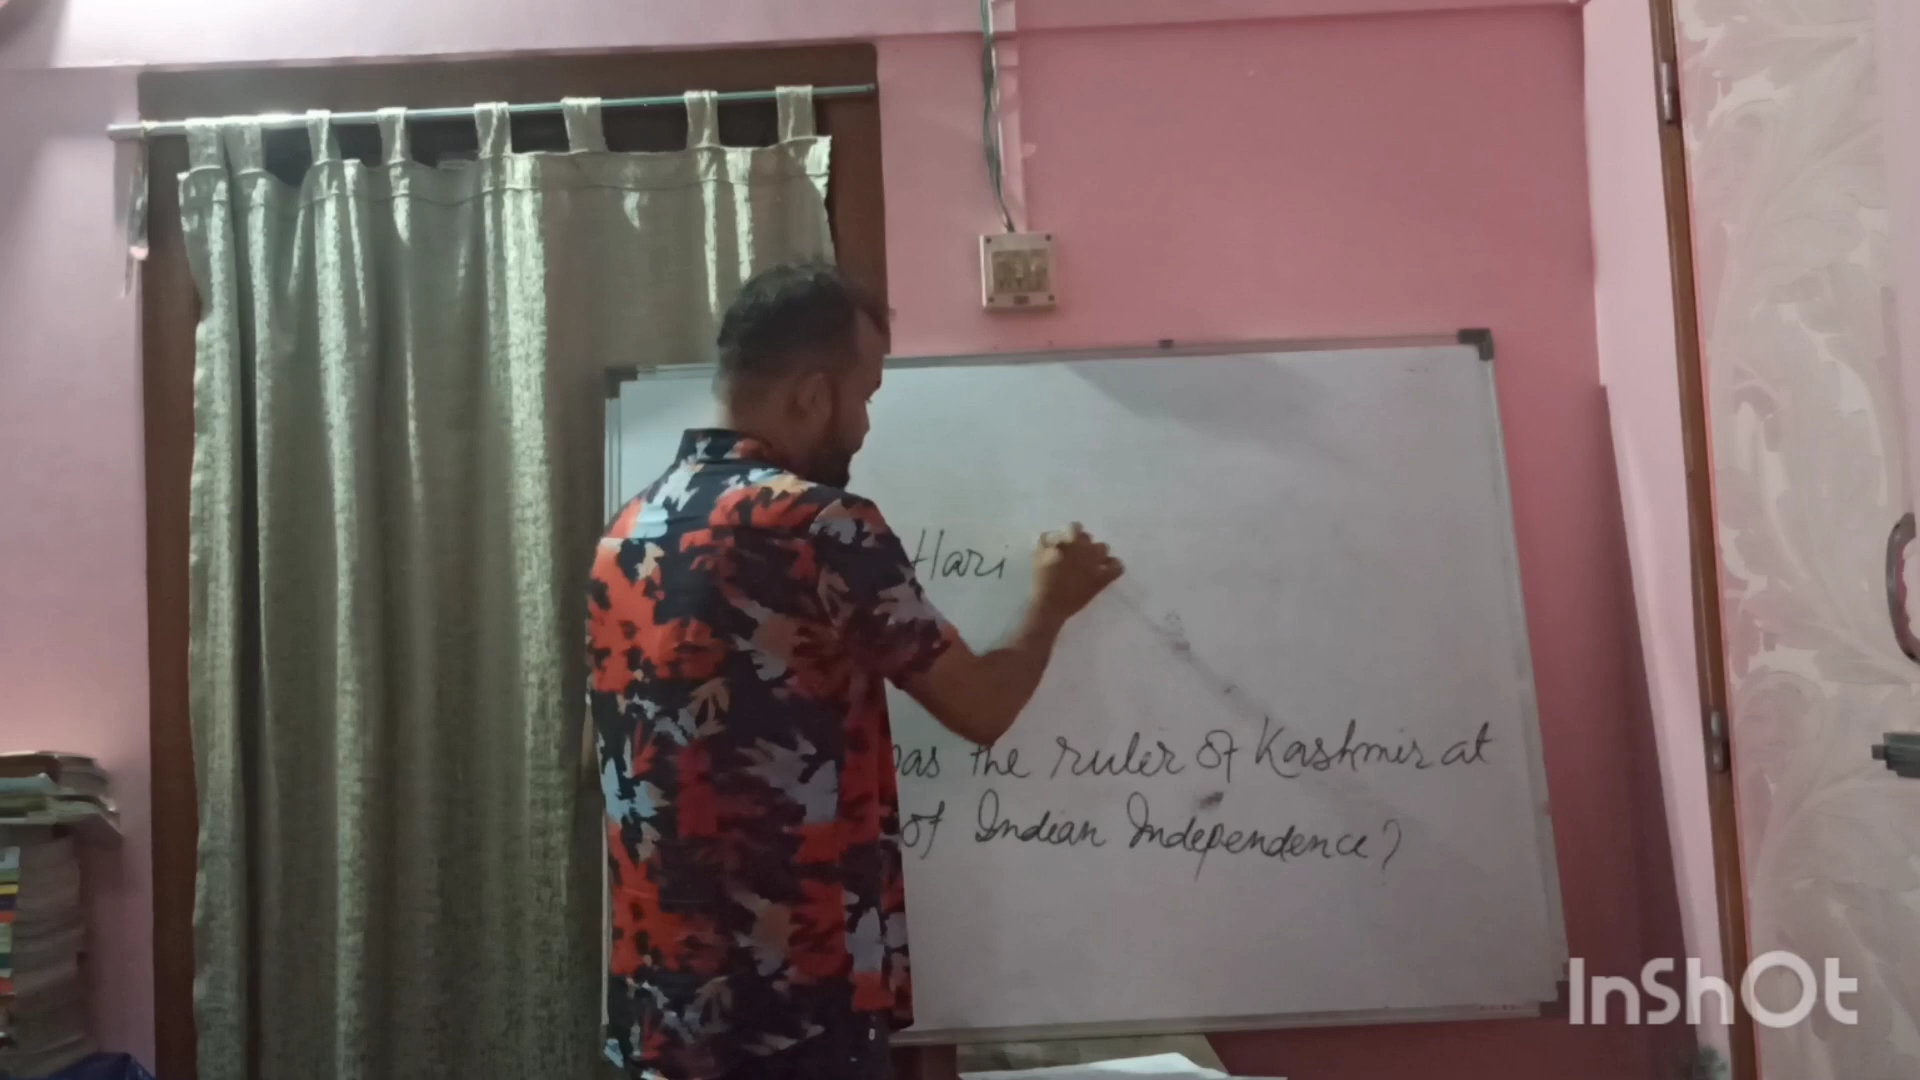 Hari
as the ruler of Kashmir at
of Indian Independence?
InShOt